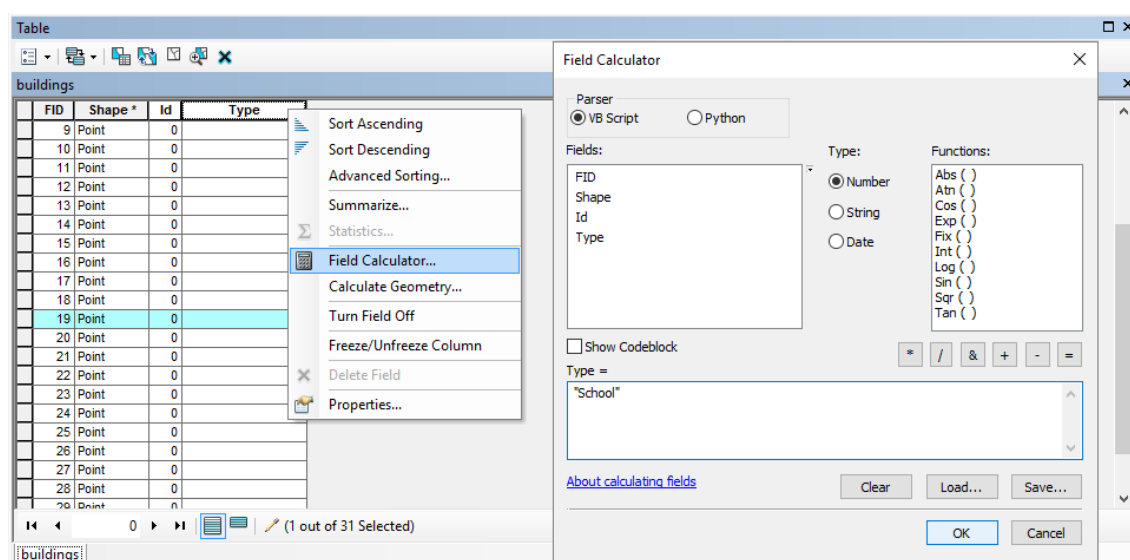 Table
buildings
FID Shape * Id Type
9 Point 0
10 Point 0
11 Point 0
12 Point 0
13 Point 0
14 Point 0
15 Point 0
16 Point 0
17 Point 0
18 Point 0
19 Point 0
20 Point 0
21 Point 0
22 Point 0
23 Point 0
24 Point 0
25 Point 0
26 Point 0
27 Point 0
28 Point 0
29 Point 0
0 (1 out of 31 Selected)
buildings
Sort Ascending
Sort Descending
Advanced Sorting...
Summarize...
Σ Statistics...
Field Calculator...
Calculate Geometry...
Turn Field Off
Freeze/Unfreeze Column
Delete Field
Properties...
Field Calculator
Parser
VB Script Python
Fields: Type: Functions:
FID
Shape
Id
Type
Number
String
Date
Abs ( )
Atn ( )
Cos ( )
Exp ( )
Fix ( )
Int ( )
Log ( )
Sin ( )
Sqr ( )
Tan ( )
Show Codeblock
* / & + - =
Type =
"School"
About calculating fields Clear Load... Save...
OK Cancel